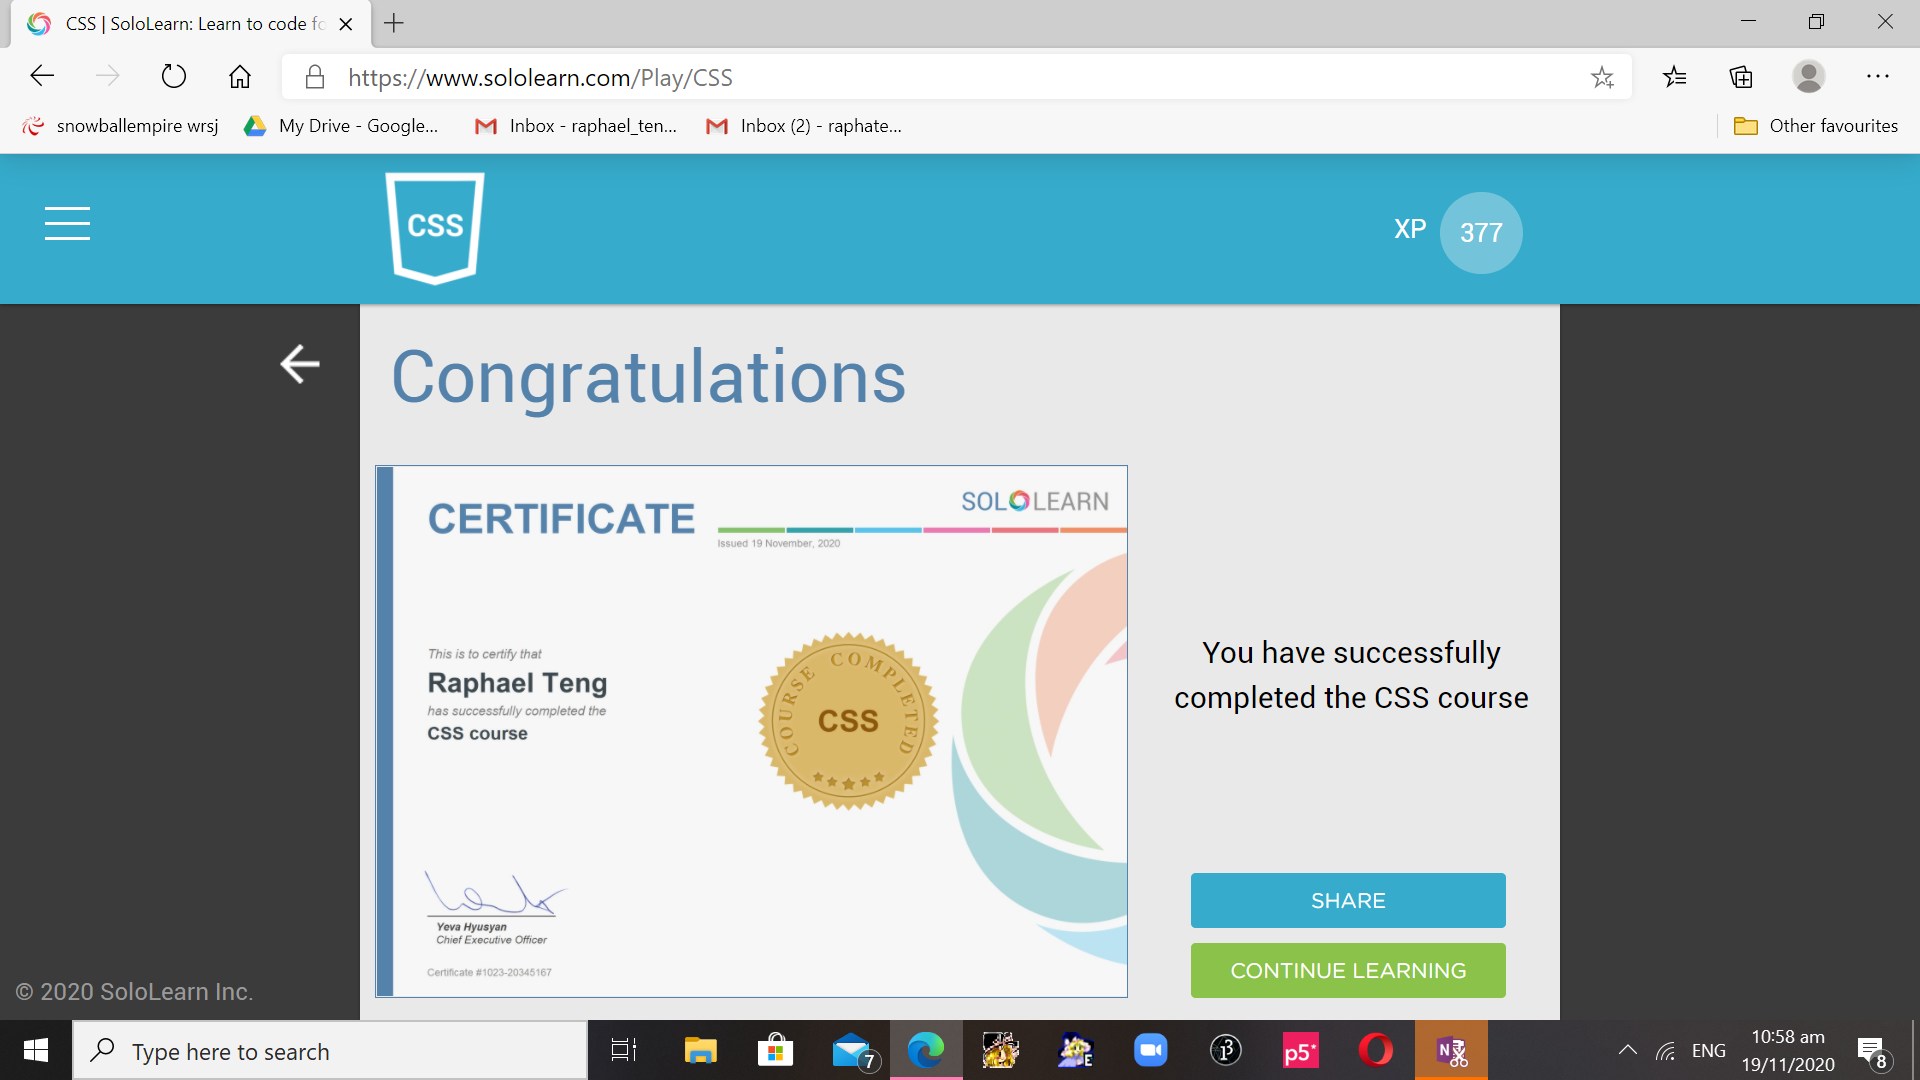 CSS | SoloLearn: Learn to code fo
https://www.sololearn.com/Play/CSS
snowballempire wrsj
My Drive - Google...
Inbox - raphael_ten...
Inbox (2) - raphate...
Other favourites
CSS
XP 377
Congratulations
CERTIFICATE
SOLOLEARN
Issued 19 November, 2020
This is to certify that
Raphael Teng
has successfully completed the
CSS course
COURSE COMPLETED
CSS
Yeva Hyusyan
Chief Executive Officer
Certificate #1023-20345167
You have successfully
completed the CSS course
SHARE
CONTINUE LEARNING
© 2020 SoloLearn Inc.
Type here to search
7
E
p5*
N
ENG
10:58 am
19/11/2020
8